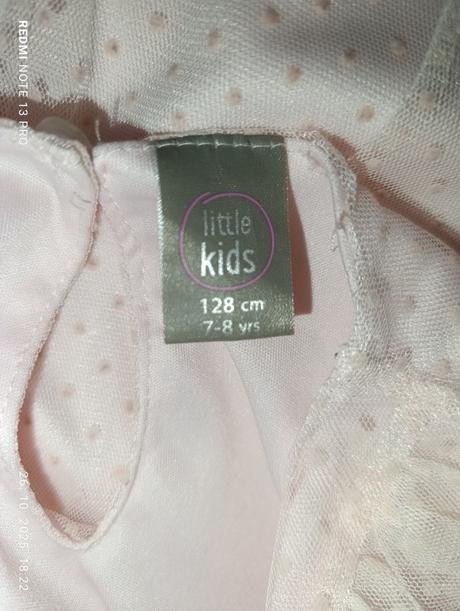 REDMI NOTE 13 PRO
little
kids
128 cm
7-8 yrs
26.10.2025 18:22